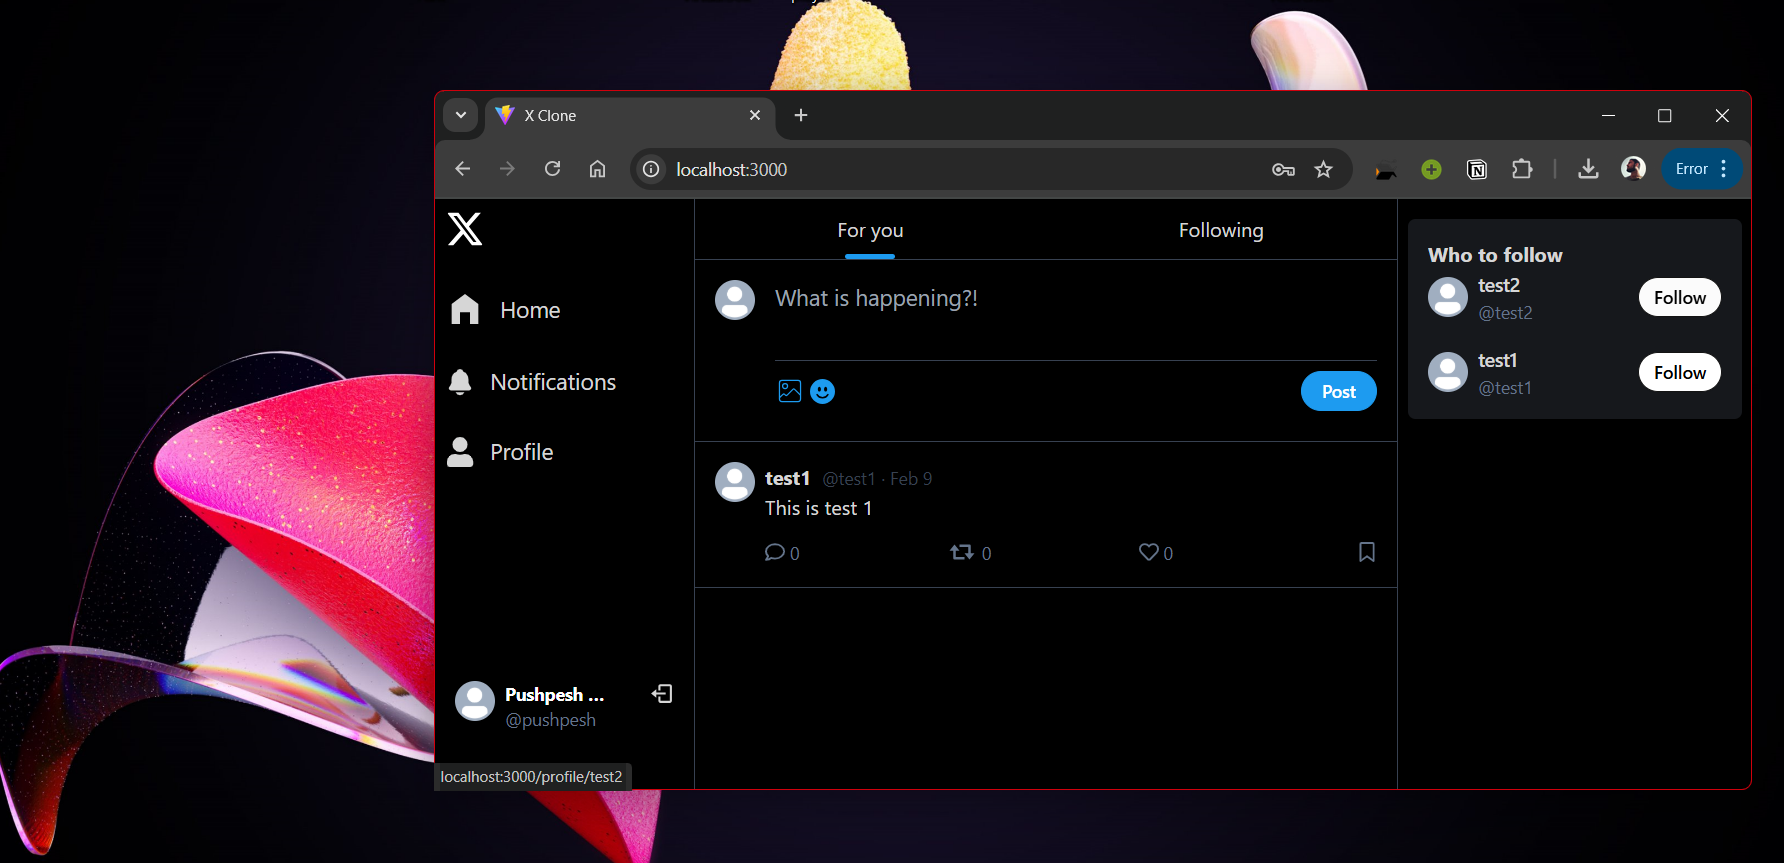 X Clone
localhost:3000
Error
For you
Following
Home
Notifications
Profile
What is happening?!
Post
test1 @test1 · Feb 9
This is test 1
0
0
0
Who to follow
test2
@test2
Follow
test1
@test1
Follow
Pushpesh ...
@pushpesh
localhost:3000/profile/test2